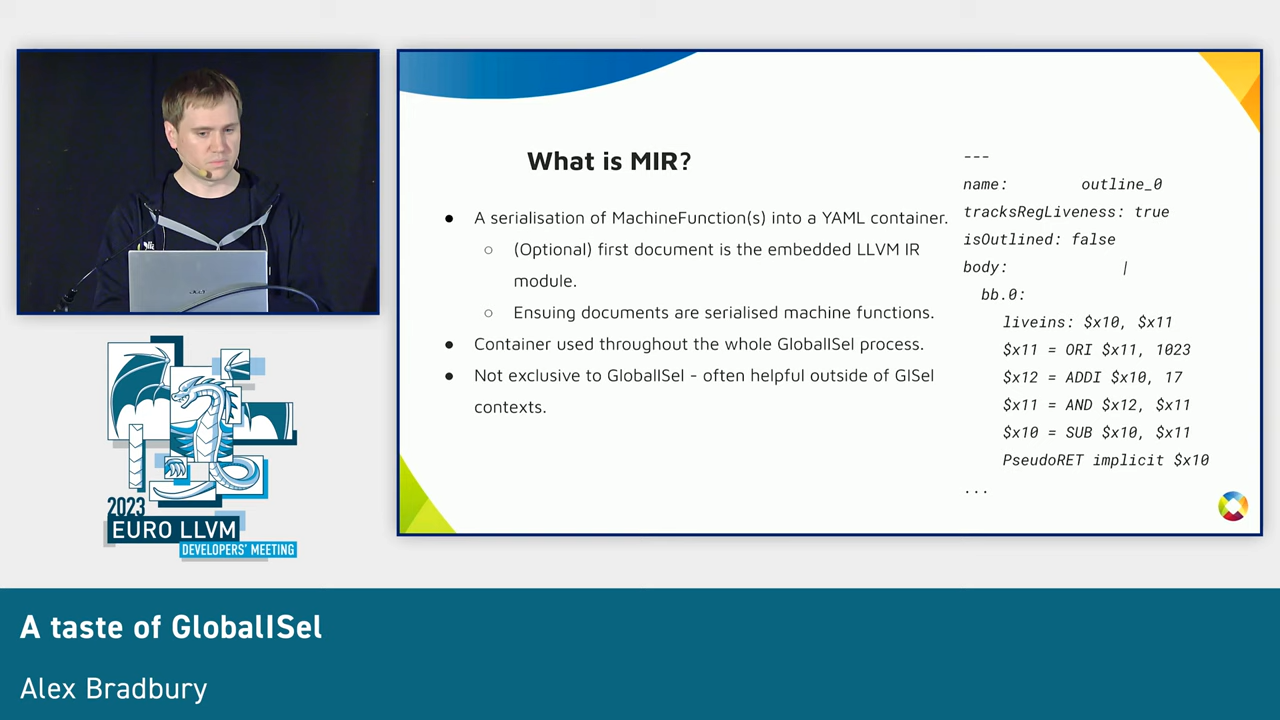 What is MIR?
● A serialisation of MachineFunction(s) into a YAML container.
○ (Optional) first document is the embedded LLVM IR
module.
○ Ensuing documents are serialised machine functions.
● Container used throughout the whole GlobalISel process.
● Not exclusive to GlobalISel - often helpful outside of GISel
contexts.
---
name: outline_0
tracksRegLiveness: true
isOutlined: false
body: |
bb.0:
liveins: $x10, $x11
$x11 = ORI $x11, 1023
$x12 = ADDI $x10, 17
$x11 = AND $x12, $x11
$x10 = SUB $x10, $x11
PseudoRET implicit $x10
...
acer
2023
EURO LLVM
DEVELOPERS' MEETING
A taste of GlobalISel
Alex Bradbury